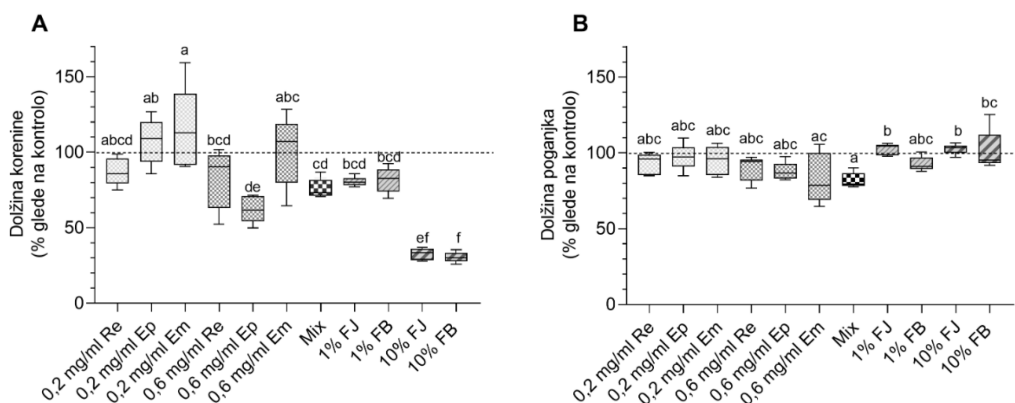 A
Dolžina korenine
(% glede na kontrolo)
150
100
50
0
abcd
ab
a
bcd
de
abc
cd
bcd
bcd
ef
f
0,2 mg/ml Re
0,2 mg/ml Ep
0,2 mg/ml Em
0,6 mg/ml Re
0,6 mg/ml Ep
0,6 mg/ml Em
Mix
1% FJ
1% FB
10% FJ
10% FB
B
Dolžina poganjka
(% glede na kontrolo)
150
100
50
0
abc
abc
abc
abc
abc
ac
a
b
abc
b
bc
0,2 mg/ml Re
0,2 mg/ml Ep
0,2 mg/ml Em
0,6 mg/ml Re
0,6 mg/ml Ep
0,6 mg/ml Em
Mix
1% FJ
1% FB
10% FJ
10% FB